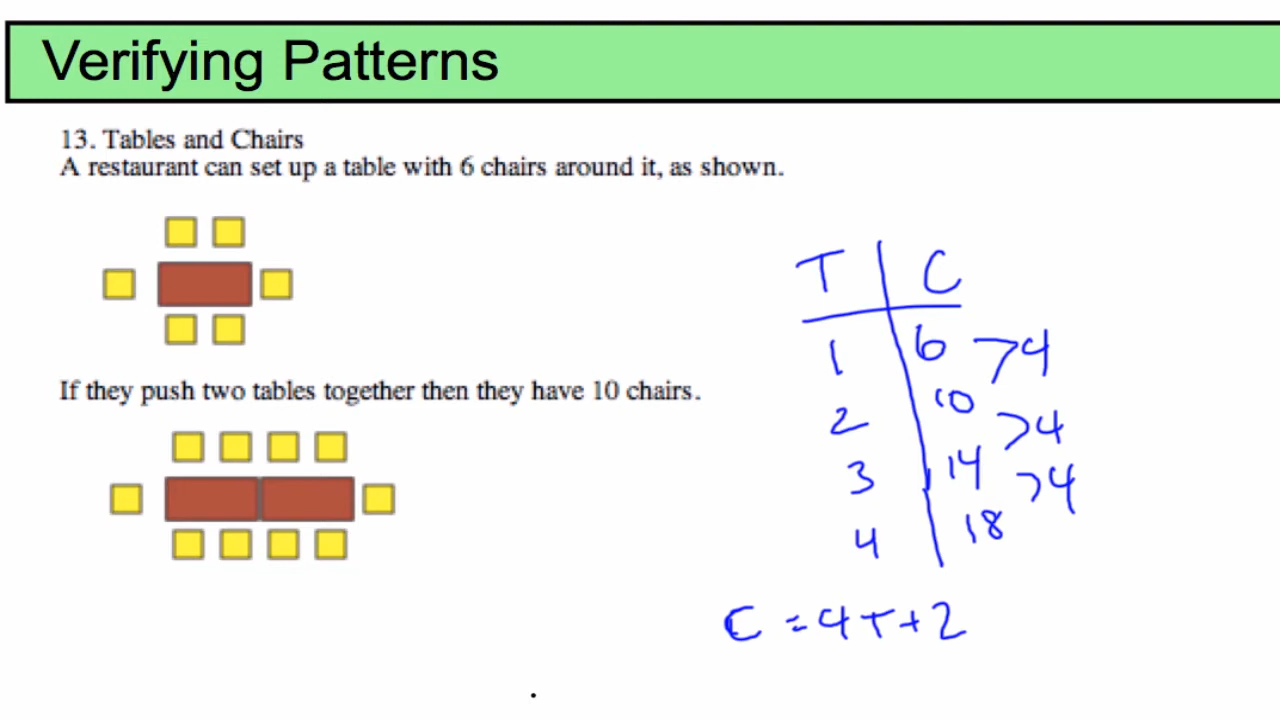 Verifying Patterns
13. Tables and Chairs
A restaurant can set up a table with 6 chairs around it, as shown.
If they push two tables together then they have 10 chairs.
T C
1 6 >4
2 10 >4
3 14 >4
4 18
C = 4T+2